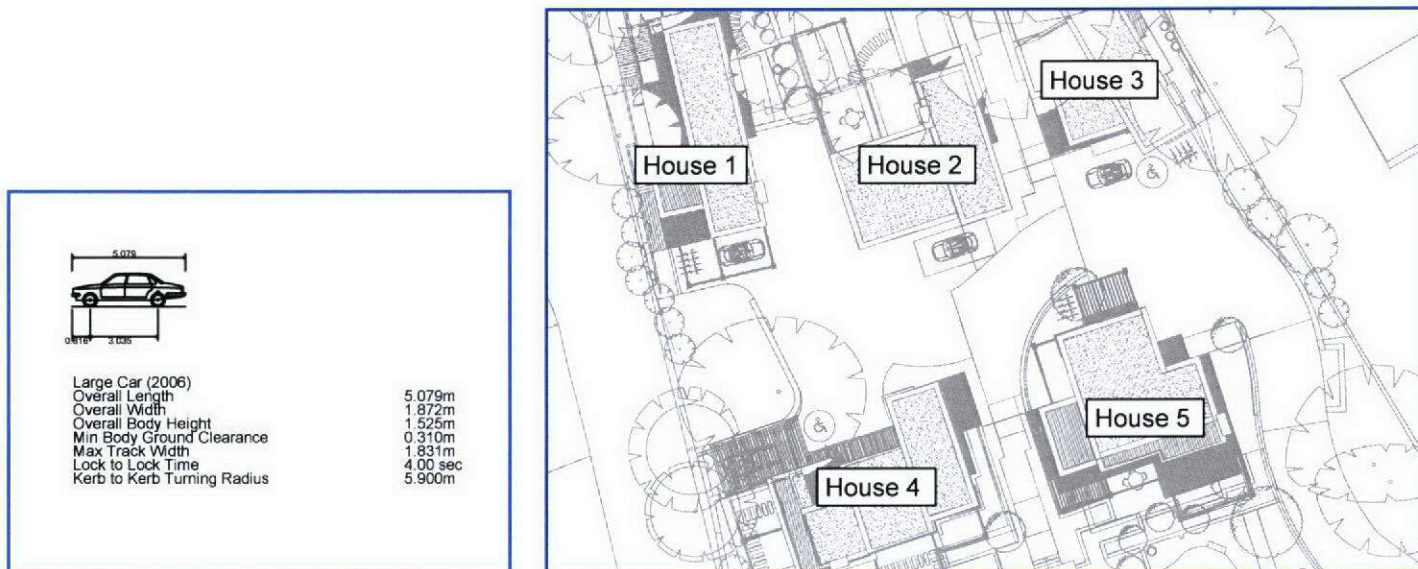 5.079
0.816
3.035
Large Car (2006)
Overall Length 5.079m
Overall Width 1.872m
Overall Body Height 1.525m
Min Body Ground Clearance 0.310m
Max Track Width 1.831m
Lock to Lock Time 4.00 sec
Kerb to Kerb Turning Radius 5.900m
House 3
House 1
House 2
House 5
House 4